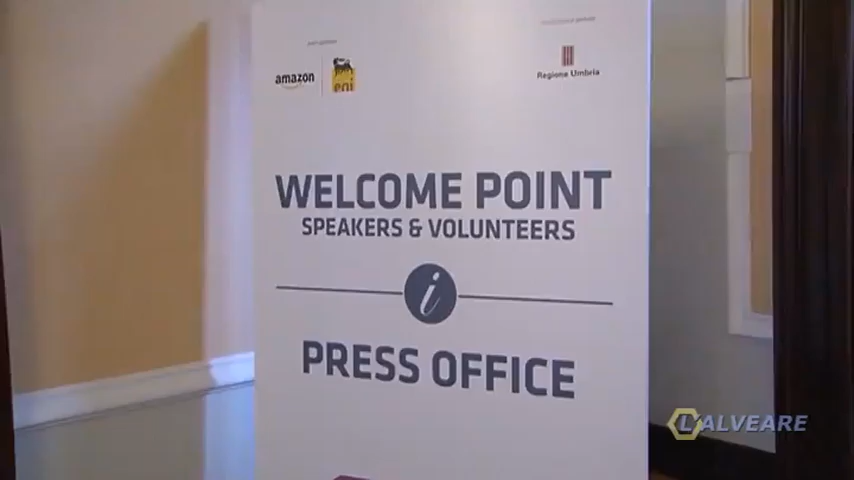 amazon
eni
Regione Umbria
WELCOME POINT
SPEAKERS & VOLUNTEERS
i
PRESS OFFICE
L'ALVEARE